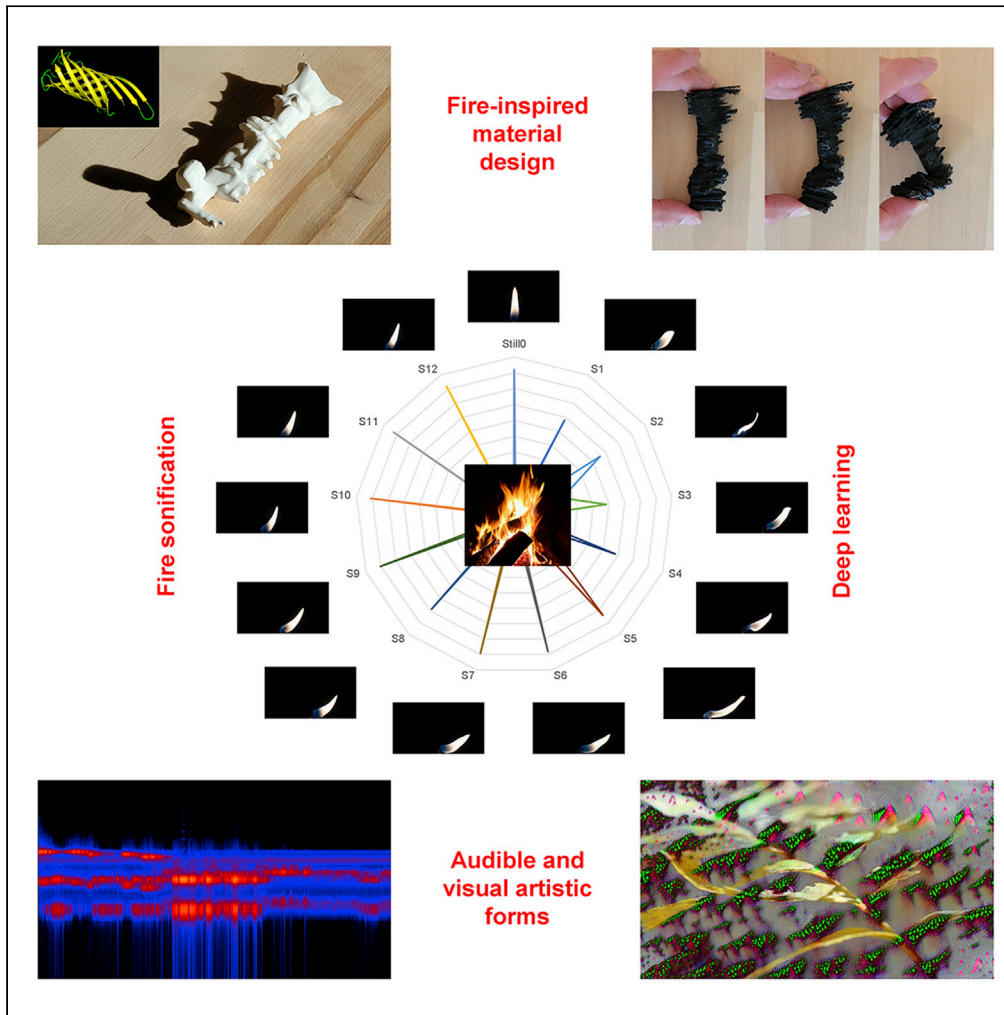 Fire-inspired
material
design
Still0
S1
S2
S3
S4
S5
S6
S7
S8
S9
S10
S11
S12
Fire sonification
Deep learning
Audible and
visual artistic
forms